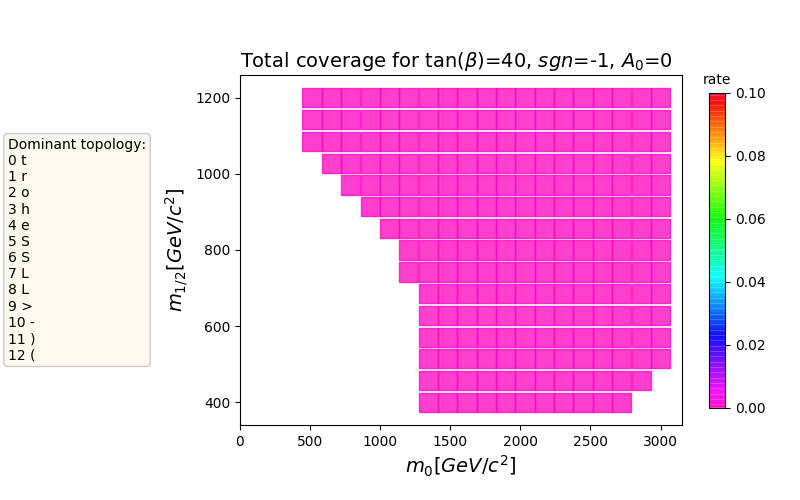 Total coverage for tan(β)=40, sgn=-1, A₀=0
rate
Dominant topology:
0 t
1 r
2 o
3 h
4 e
5 S
6 S
7 L
8 L
9 >
10 -
11 )
12 (
m₁/₂[GeV/c²]
1200
1000
800
600
400
0 500 1000 1500 2000 2500 3000
m₀[GeV/c²]
0.10
0.08
0.06
0.04
0.02
0.00